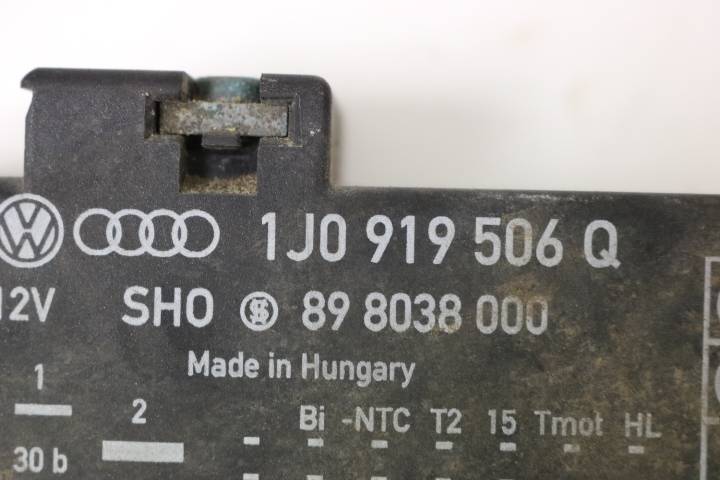 1J0 919 506 Q
12V SHO 89 8038 000
Made in Hungary
1 2 Bi -NTC T2 15 Tmot HL
30 b